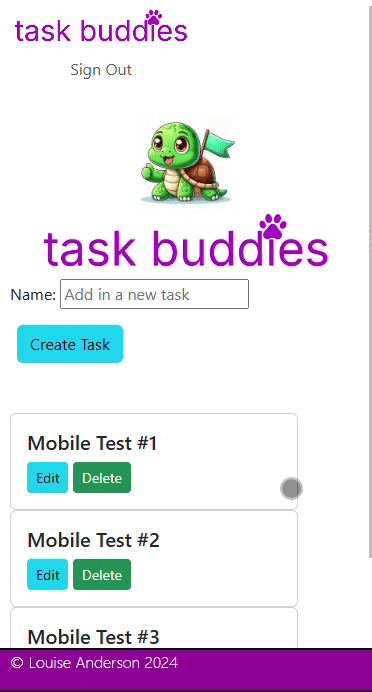 task buddies
Sign Out
task buddies
Name: Add in a new task
Create Task
Mobile Test #1
Edit Delete
Mobile Test #2
Edit Delete
Mobile Test #3
© Louise Anderson 2024